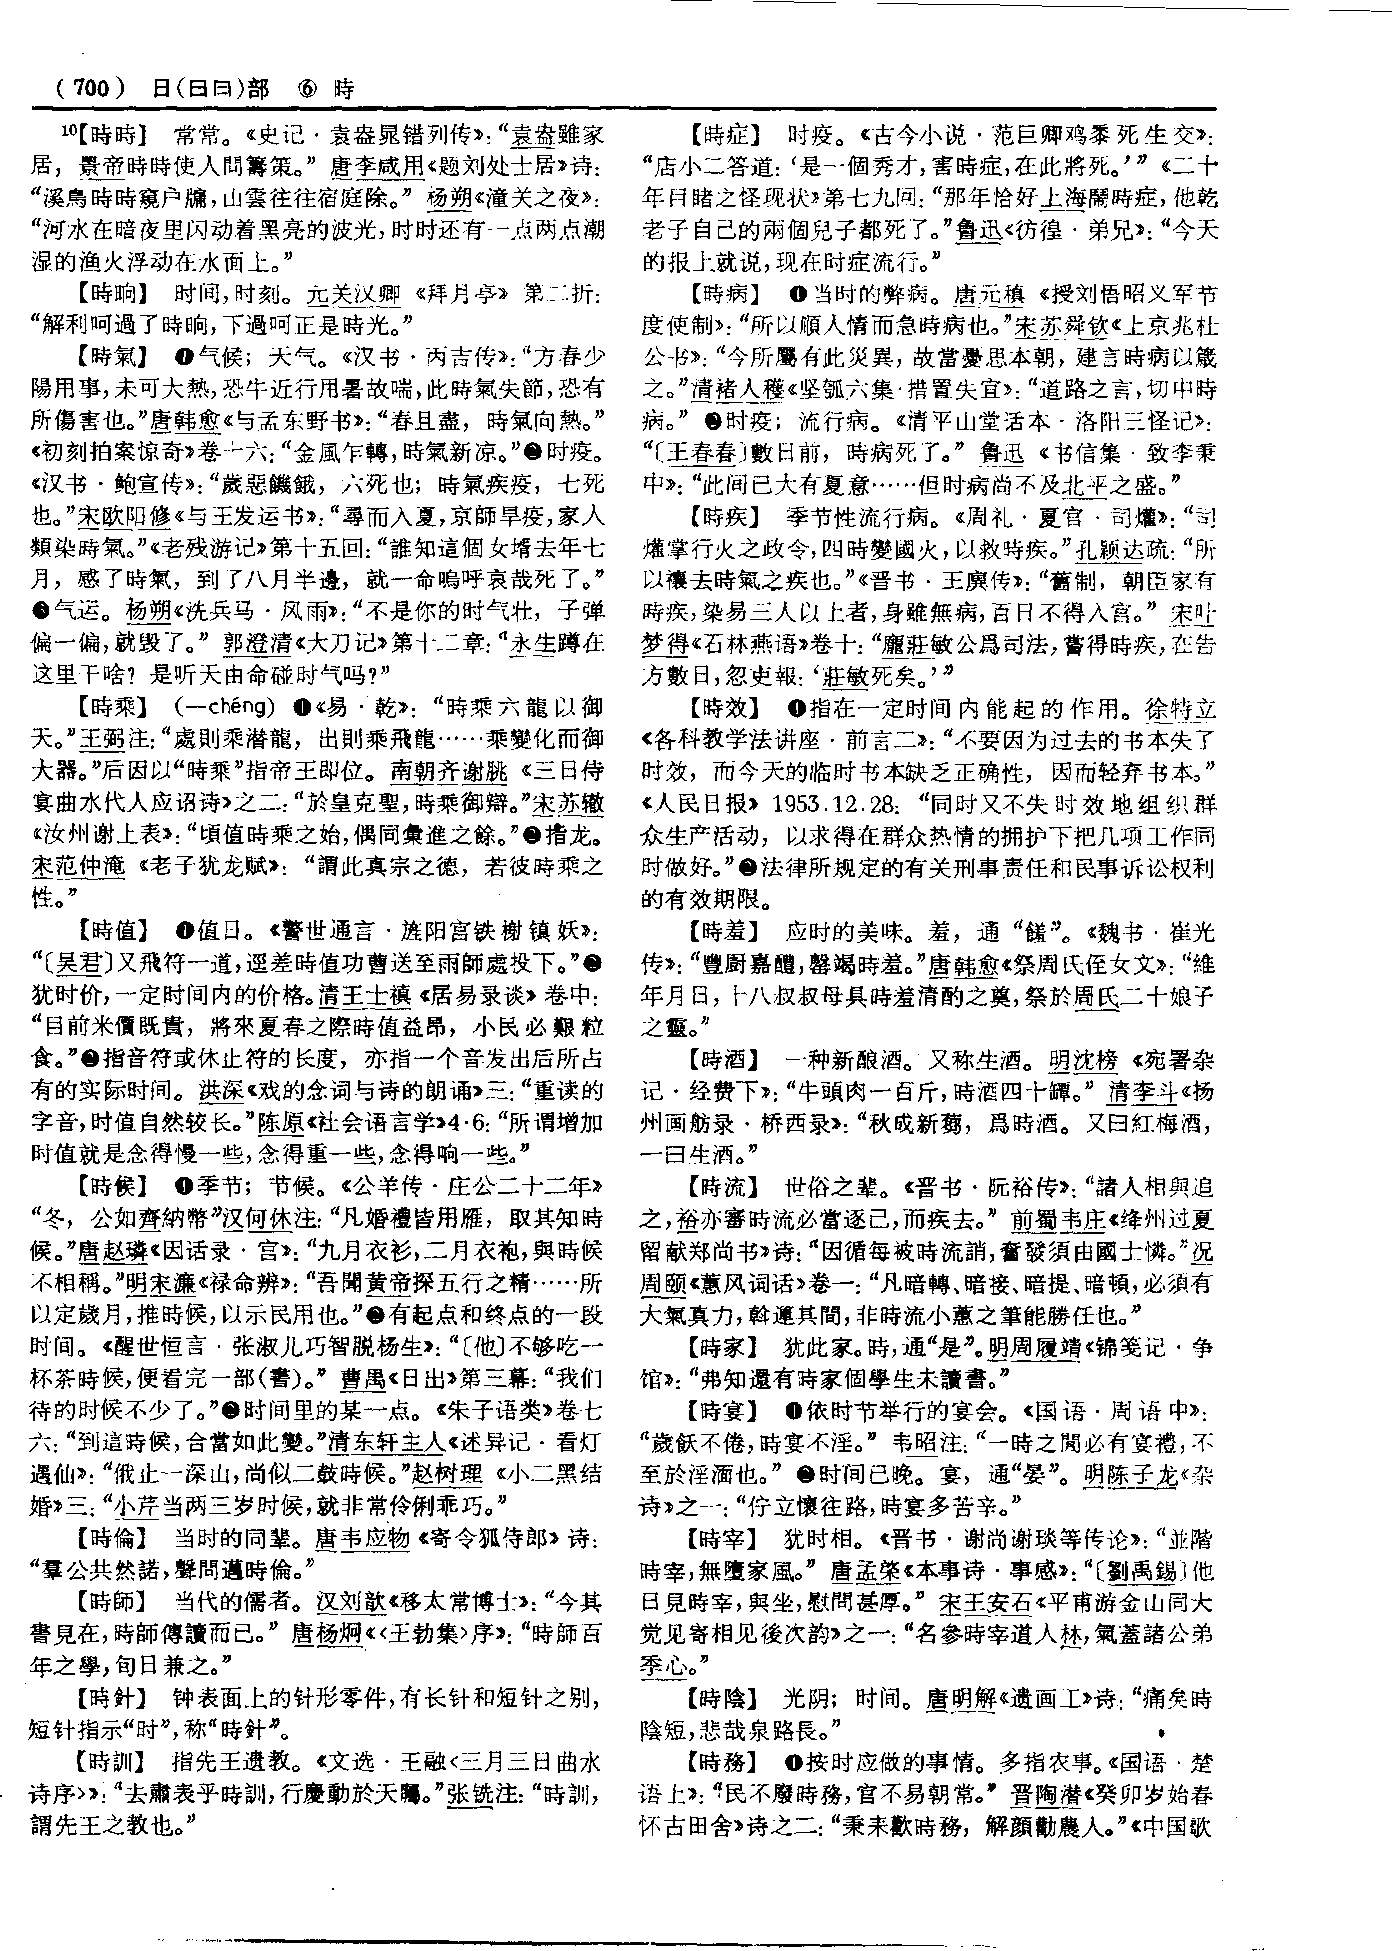 (700) 日(⽇曰)部 ⑥ 時
10【時時】 常常。《史记·袁盎晁错列传》：“袁盎雖家
居，景帝時時使人問籌策。” 唐李咸用《题刘处士居》诗：
“溪鳥時時窺户牖，山雲往往宿庭除。” 杨朔《潼关之夜》：
“河水在暗夜里闪动着黑亮的波光，时时还有一点两点潮
湿的渔火浮动在水面上。”
【時晌】 时间，时刻。元关汉卿《拜月亭》第二折：
“解利呵過了時晌，下過呵正是時光。”
【時氣】 ❶气候；天气。《汉书·丙吉传》：“方春少
陽用事，未可大熱，恐牛近行用暑故喘，此時氣失節，恐有
所傷害也。”唐韩愈《与孟东野书》：“春且盡，時氣向熱。”
《初刻拍案惊奇》卷十六：“金風乍轉，時氣新凉。”❷时疫。
《汉书·鲍宣传》：“歲惡饑餓，六死也；時氣疾疫，七死
也。”宋欧阳修《与王发运书》：“尋而入夏，京師旱疫，家人
類染時氣。”《老残游记》第十五回：“誰知這個女壻去年七
月，感了時氣，到了八月半邊，就一命嗚呼哀哉死了。”
❸气运。杨朔《洗兵马·风雨》：“不是你的时气壮，子弹
偏一偏，就毁了。” 郭澄清《大刀记》第十二章：“永生蹲在
这里干啥？是听天由命碰时气吗？”
【時乘】 (—chéng) ❶《易·乾》：“時乘六龍以御
天。”王弼注：“處則乘潜龍，出則乘飛龍……乘變化而御
大器。”后因以“時乘”指帝王即位。南朝齐谢朓《三日侍
宴曲水代人应诏诗》之二：“於皇克聖，時乘御辯。”宋苏辙
《汝州谢上表》：“頃值時乘之始，偶同彙進之餘。”❷指龙。
宋范仲淹《老子犹龙赋》：“謂此真宗之德，若彼時乘之
性。”
【時值】 ❶值日。《警世通言·旌阳宫铁树镇妖》：
“〔吴君〕又飛符一道，逕差時值功曹送至雨師處投下。”❷
犹时价，一定时间内的价格。清王士禛《居易录谈》卷中：
“目前米價既貴，將來夏春之際時值益昂，小民必艱粒
食。”❸指音符或休止符的长度，亦指一个音发出后所占
有的实际时间。洪深《戏的念词与诗的朗诵》三：“重读的
字音，时值自然较长。”陈原《社会语言学》4·6：“所谓增加
时值就是念得慢一些，念得重一些，念得响一些。”
【時候】 ❶季节；节候。《公羊传·庄公二十二年》
“冬，公如齊納幣”汉何休注：“凡婚禮皆用雁，取其知時
候。”唐赵璘《因话录·宫》：“九月衣衫，二月衣袍，與時候
不相稱。”明宋濂《禄命辨》：“吾聞黄帝探五行之精……所
以定歲月，推時候，以示民用也。”❷有起点和终点的一段
时间。《醒世恒言·张淑儿巧智脱杨生》：“〔他〕不够吃一
杯茶時候，便看完一部(書)。” 曹禺《日出》第三幕：“我们
待的时候不少了。”❸时间里的某一点。《朱子语类》卷七
六：“到這時候，合當如此變。”清东轩主人《述异记·看灯
遇仙》：“俄止一深山，尚似二鼓時候。”赵树理《小二黑结
婚》三：“小芹当两三岁时候，就非常伶俐乖巧。”
【時倫】 当时的同辈。唐韦应物《寄令狐侍郎》诗：
“羣公共然諾，聲問邁時倫。”
【時師】 当代的儒者。汉刘歆《移太常博士》：“今其
書見在，時師傳讀而已。” 唐杨炯《〈王勃集〉序》：“時師百
年之學，旬日兼之。”
【時針】 钟表面上的针形零件，有长针和短针之别，
短针指示“时”，称“時針”。
【時訓】 指先王遗教。《文选·王融〈三月三日曲水
诗序〉》：“去肅表乎時訓，行慶動於天矚。”张铣注：“時訓，
謂先王之教也。”
【時症】 时疫。《古今小说·范巨卿鸡黍死生交》：
“店小二答道：‘是一個秀才，害時症，在此將死。’” 《二十
年目睹之怪现状》第七九回：“那年恰好上海鬧時症，他乾
老子自己的兩個兒子都死了。”鲁迅《彷徨·弟兄》：“今天
的报上就说，现在时症流行。”
【時病】 ❶当时的弊病。唐元稹《授刘悟昭义军节
度使制》：“所以順人情而急時病也。”宋苏舜钦《上京兆杜
公书》：“今所屬有此災異，故當憂思本朝，建言時病以箴
之。”清褚人穫《坚瓠六集·措置失宜》：“道路之言，切中時
病。” ❷时疫；流行病。《清平山堂话本·洛阳三怪记》：
“〔王春春〕數日前，時病死了。” 鲁迅《书信集·致李秉
中》：“此间已大有夏意……但时病尚不及北平之盛。”
【時疾】 季节性流行病。《周礼·夏官·司爟》：“司
爟掌行火之政令，四時變國火，以救時疾。”孔颖达疏：“所
以禳去時氣之疾也。”《晋书·王廙传》：“舊制，朝臣家有
時疾，染易三人以上者，身雖無病，百日不得入宫。” 宋叶
梦得《石林燕语》卷十：“龐莊敏公爲司法，嘗得時疾，在告
方數日，忽吏報：‘莊敏死矣。’”
【時效】 ❶指在一定时间内能起的作用。徐特立
《各科教学法讲座·前言二》：“不要因为过去的书本失了
时效，而今天的临时书本缺乏正确性，因而轻弃书本。”
《人民日报》1953.12.28：“同时又不失时效地组织群
众生产活动，以求得在群众热情的拥护下把几项工作同
时做好。”❷法律所规定的有关刑事责任和民事诉讼权利
的有效期限。
【時羞】 应时的美味。羞，通“饈”。《魏书·崔光
传》：“豐厨嘉醴，罄竭時羞。”唐韩愈《祭周氏侄女文》：“維
年月日，十八叔叔母具時羞清酌之奠，祭於周氏二十娘子
之靈。”
【時酒】 一种新酿酒。又称生酒。明沈榜《宛署杂
记·经费下》：“牛頭肉一百斤，時酒四十罈。” 清李斗《扬
州画舫录·桥西录》：“秋成新蒭，爲時酒。又曰紅梅酒，
一曰生酒。”
【時流】 世俗之辈。《晋书·阮裕传》：“諸人相與追
之，裕亦審時流必當逐己，而疾去。” 前蜀韦庄《绛州过夏
留献郑尚书》诗：“因循每被時流誚，奮發須由國士憐。”况
周颐《蕙风词话》卷一：“凡暗轉、暗接、暗提、暗頓，必須有
大氣真力，斡運其間，非時流小慧之筆能勝任也。”
【時家】 犹此家。時，通“是”。明周履靖《锦笺记·争
馆》：“弗知還有時家個學生未讀書。”
【時宴】 ❶依时节举行的宴会。《国语·周语中》：
“歲飫不倦，時宴不淫。” 韦昭注：“一時之間必有宴禮，不
至於淫湎也。” ❷时间已晚。宴，通“晏”。明陈子龙《杂
诗》之一：“佇立懷往路，時宴多苦辛。”
【時宰】 犹时相。《晋书·谢尚谢琰等传论》：“並階
時宰，無墮家風。” 唐孟棨《本事诗·事感》：“〔劉禹錫〕他
日見時宰，與坐，慰問甚厚。” 宋王安石《平甫游金山同大
觉见寄相见後次韵》之一：“名參時宰道人林，氣蓋諸公弟
季心。”
【時陰】 光阴；时间。唐明解《遗画工》诗：“痛矣時
陰短，悲哉泉路長。”
【時務】 ❶按时应做的事情。多指农事。《国语·楚
语上》：“民不廢時務，官不易朝常。” 晋陶潜《癸卯岁始春
怀古田舍》诗之二：“秉耒歡時務，解顔勸農人。”《中国歌